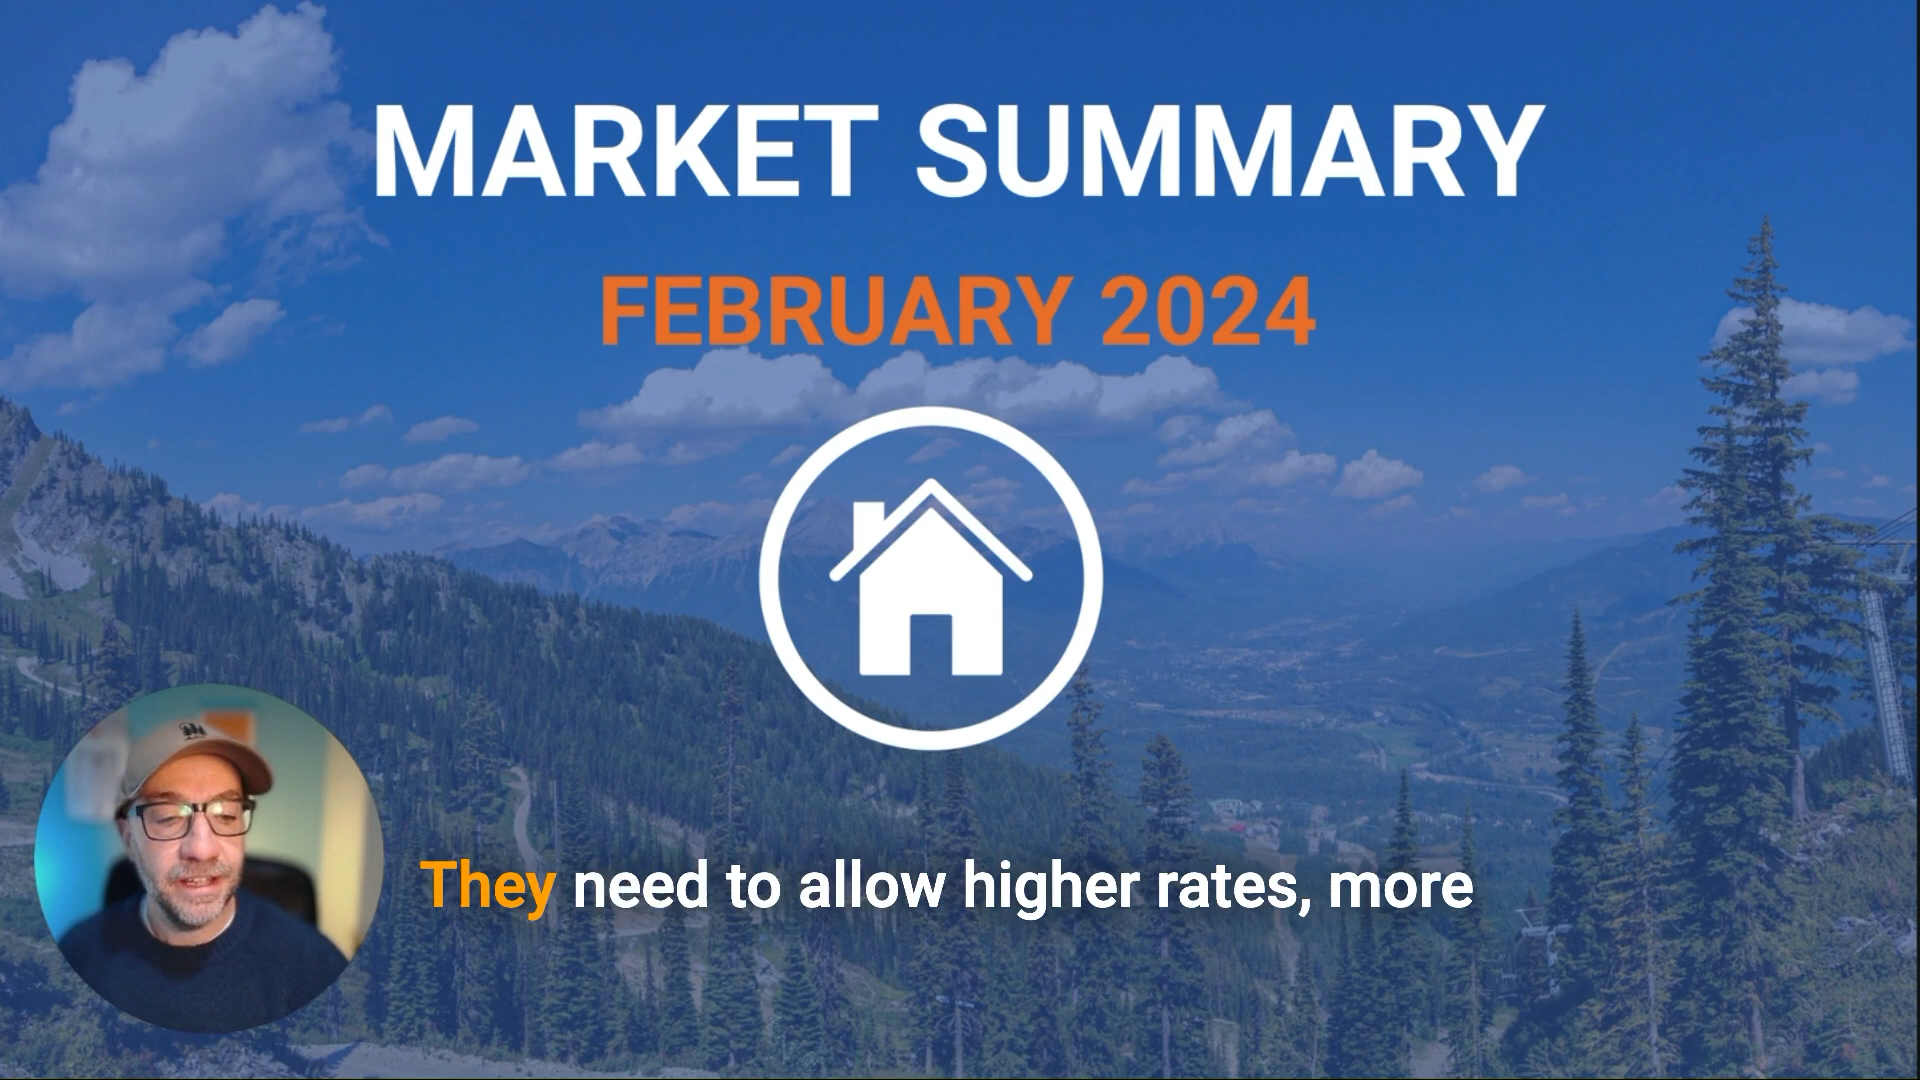 MARKET SUMMARY
FEBRUARY 2024
They need to allow higher rates, more